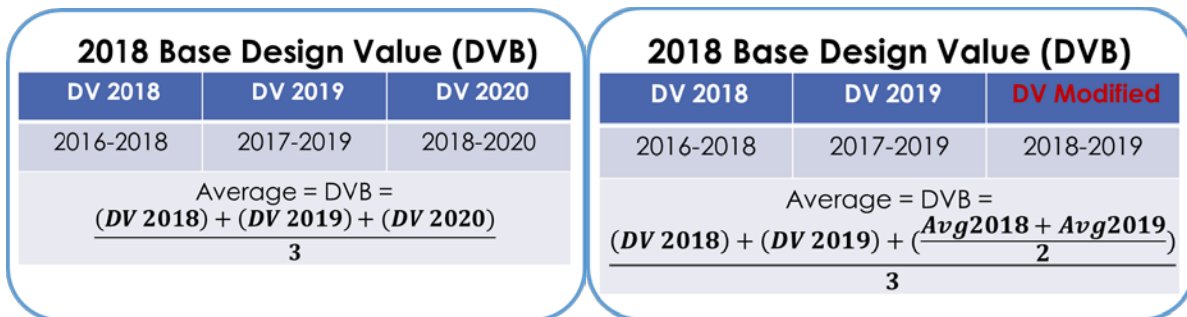 2018 Base Design Value (DVB)
DV 2018 DV 2019 DV 2020
2016-2018 2017-2019 2018-2020
Average = DVB =
(DV 2018) + (DV 2019) + (DV 2020)
3
2018 Base Design Value (DVB)
DV 2018 DV 2019 DV Modified
2016-2018 2017-2019 2018-2019
Average = DVB =
(DV 2018) + (DV 2019) + (Avg2018 + Avg2019
2)
3